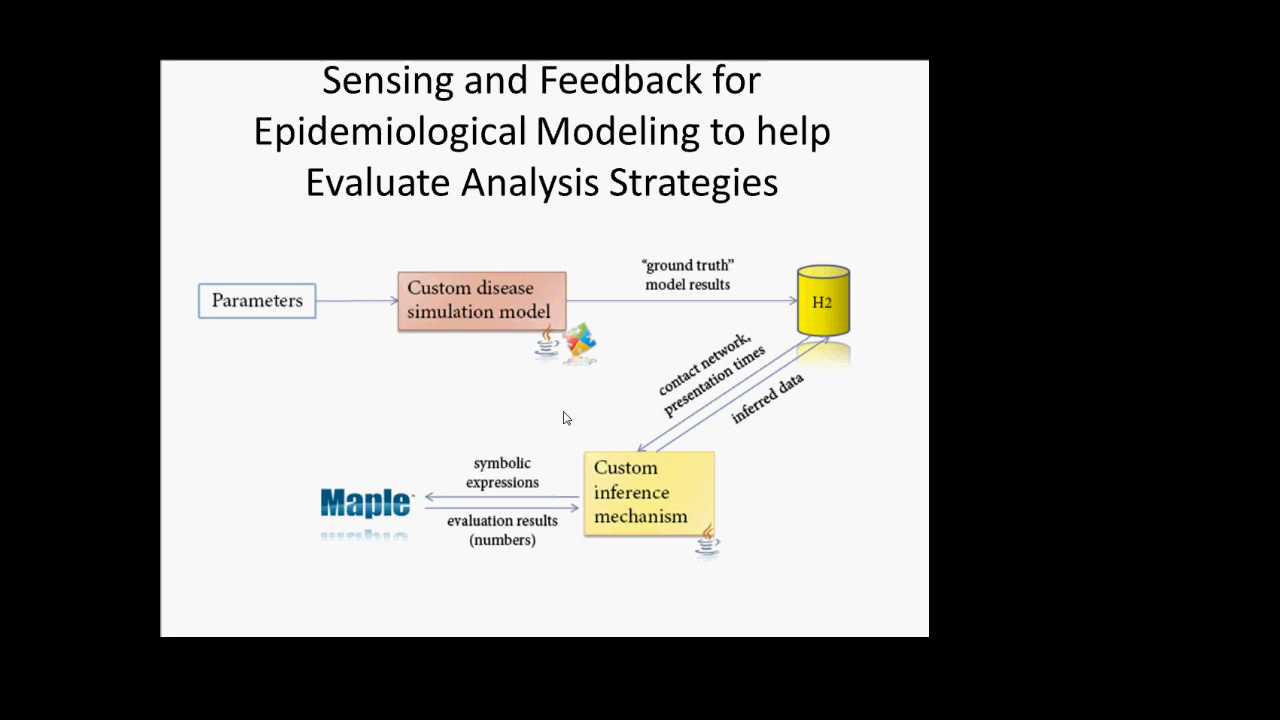 Sensing and Feedback for
Epidemiological Modeling to help
Evaluate Analysis Strategies
Parameters
Custom disease
simulation model
“ground truth”
model results
H2
contact network,
presentation times
inferred data
Custom
inference
mechanism
symbolic
expressions
Maple
evaluation results
(numbers)